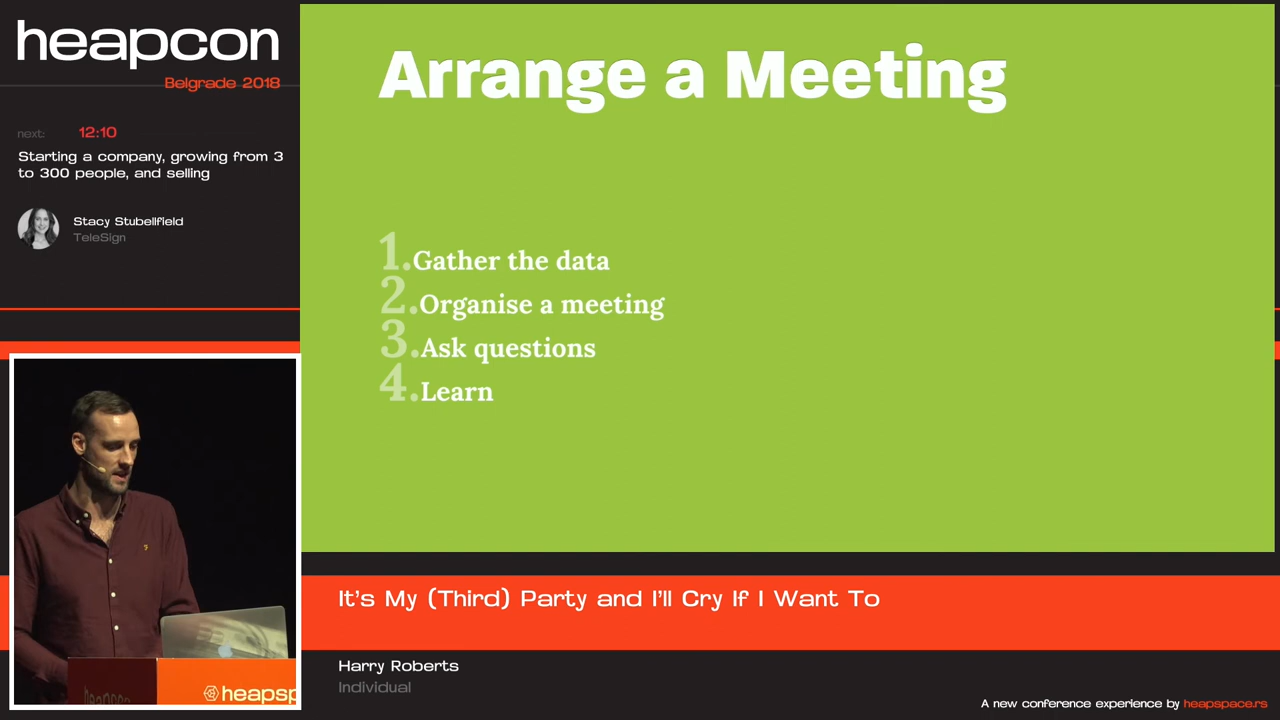 heapcon
Belgrade 2018
next: 12:10
Starting a company, growing from 3
to 300 people, and selling
Stacy Stubellfield
TeleSign
Arrange a Meeting
1. Gather the data
2. Organise a meeting
3. Ask questions
4. Learn
heapsp
It's My (Third) Party and I'll Cry If I Want To
Harry Roberts
Individual
A new conference experience by heapspace.rs